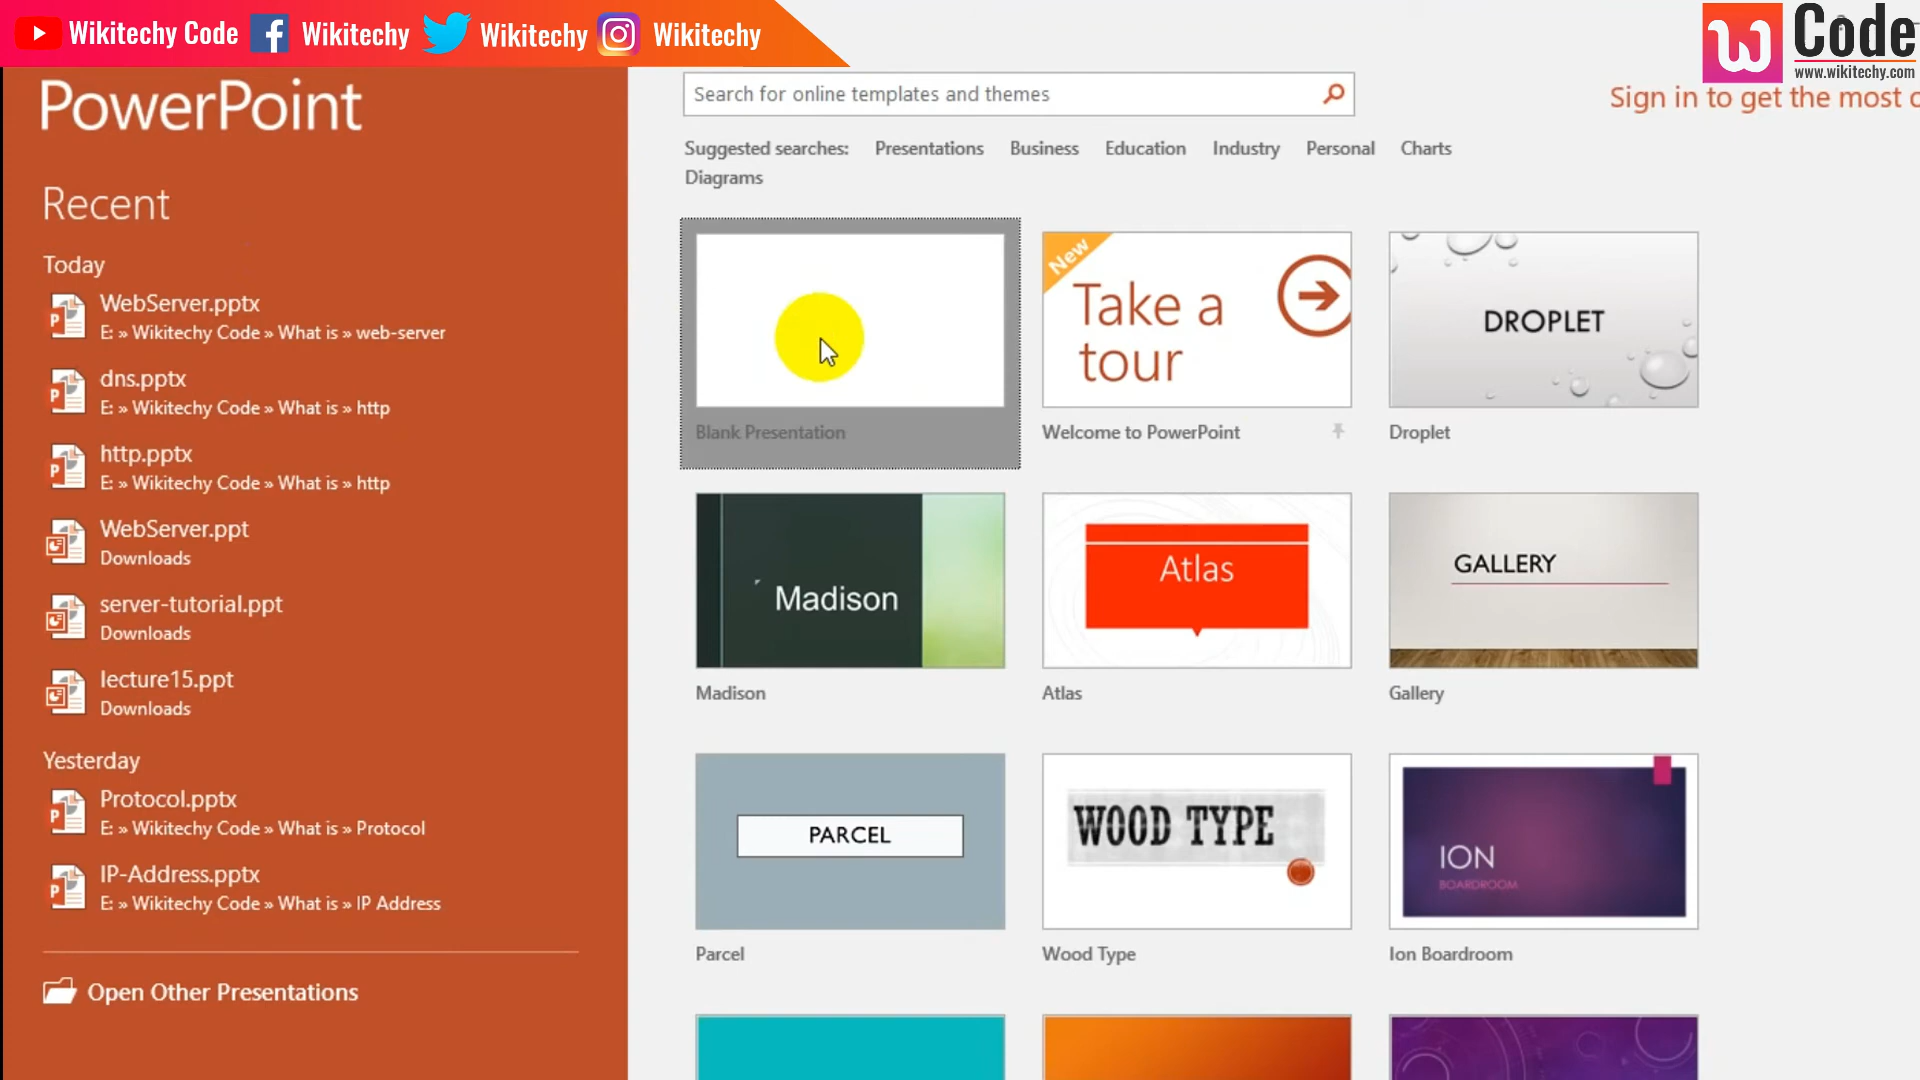 Wikitechy Code Wikitechy Wikitechy Wikitechy
Code
www.wikitechy.com
PowerPoint
Search for online templates and themes
Sign in to get the most
Suggested searches: Presentations Business Education Industry Personal Charts
Diagrams
Recent
Today
WebServer.pptx
E: » Wikitechy Code » What is » web-server
dns.pptx
E: » Wikitechy Code » What is » http
http.pptx
E: » Wikitechy Code » What is » http
WebServer.ppt
Downloads
server-tutorial.ppt
Downloads
lecture15.ppt
Downloads
Yesterday
Protocol.pptx
E: » Wikitechy Code » What is » Protocol
IP-Address.pptx
E: » Wikitechy Code » What is » IP Address
Open Other Presentations
Blank Presentation
New
Take a
tour
Welcome to PowerPoint
DROPLET
Droplet
Madison
Madison
Atlas
Atlas
GALLERY
Gallery
PARCEL
Parcel
WOOD TYPE
Wood Type
ION
BOARDROOM
Ion Boardroom